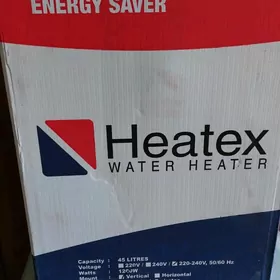 ENERGY SAVER
Heatex
WATER HEATER
Capacity : 45 LITRES
Voltage : 220V / 240V / 220-240V, 50/60 Hz
Watts : 1200W
Mount : Vertical Horizontal